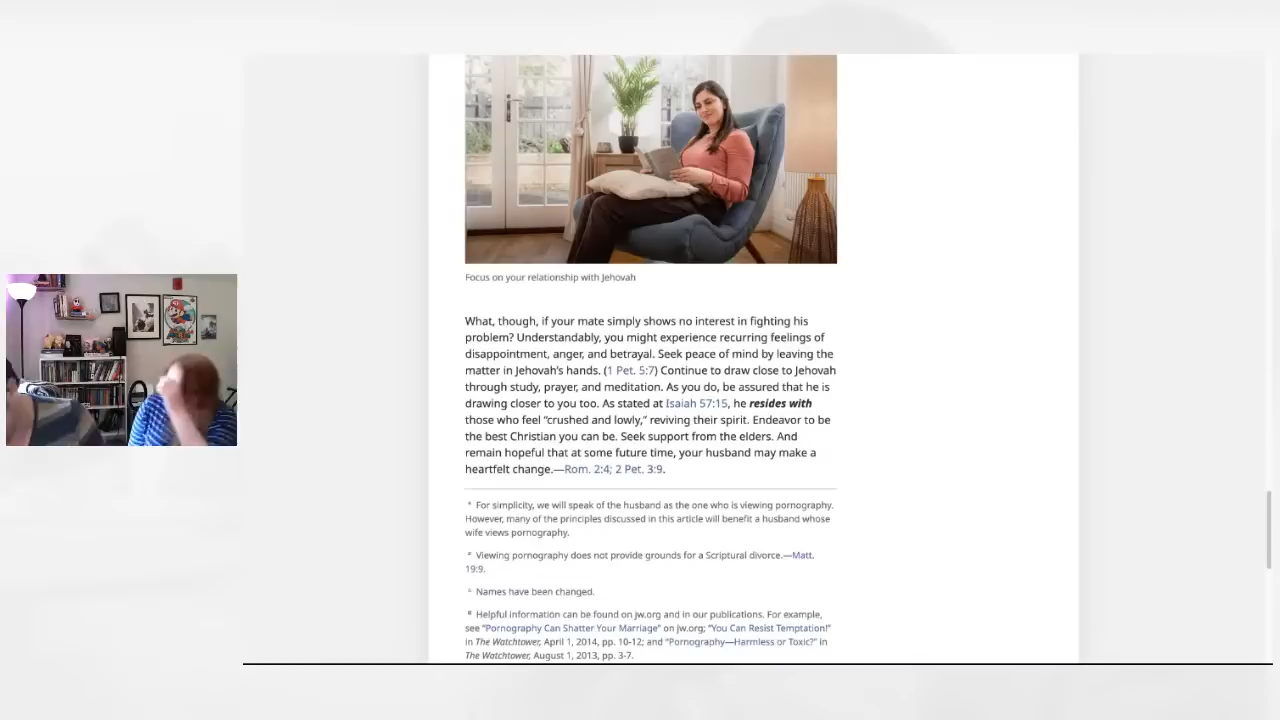 Focus on your relationship with Jehovah
What, though, if your mate simply shows no interest in fighting his
problem? Understandably, you might experience recurring feelings of
disappointment, anger, and betrayal. Seek peace of mind by leaving the
matter in Jehovah's hands. (1 Pet. 5:7) Continue to draw close to Jehovah
through study, prayer, and meditation. As you do, be assured that he is
drawing closer to you too. As stated at Isaiah 57:15, he resides with
those who feel “crushed and lowly,” reviving their spirit. Endeavor to be
the best Christian you can be. Seek support from the elders. And
remain hopeful that at some future time, your husband may make a
heartfelt change.—Rom. 2:4; 2 Pet. 3:9.
For simplicity, we will speak of the husband as the one who is viewing pornography.
However, many of the principles discussed in this article will benefit a husband whose
wife views pornography.
Viewing pornography does not provide grounds for a Scriptural divorce.—Matt.
19:9.
Names have been changed.
Helpful information can be found on jw.org and in our publications. For example,
see “Pornography Can Shatter Your Marriage” on jw.org; “You Can Resist Temptation!”
in The Watchtower, April 1, 2014, pp. 10-12; and “Pornography—Harmless or Toxic?” in
The Watchtower, August 1, 2013, pp. 3-7.